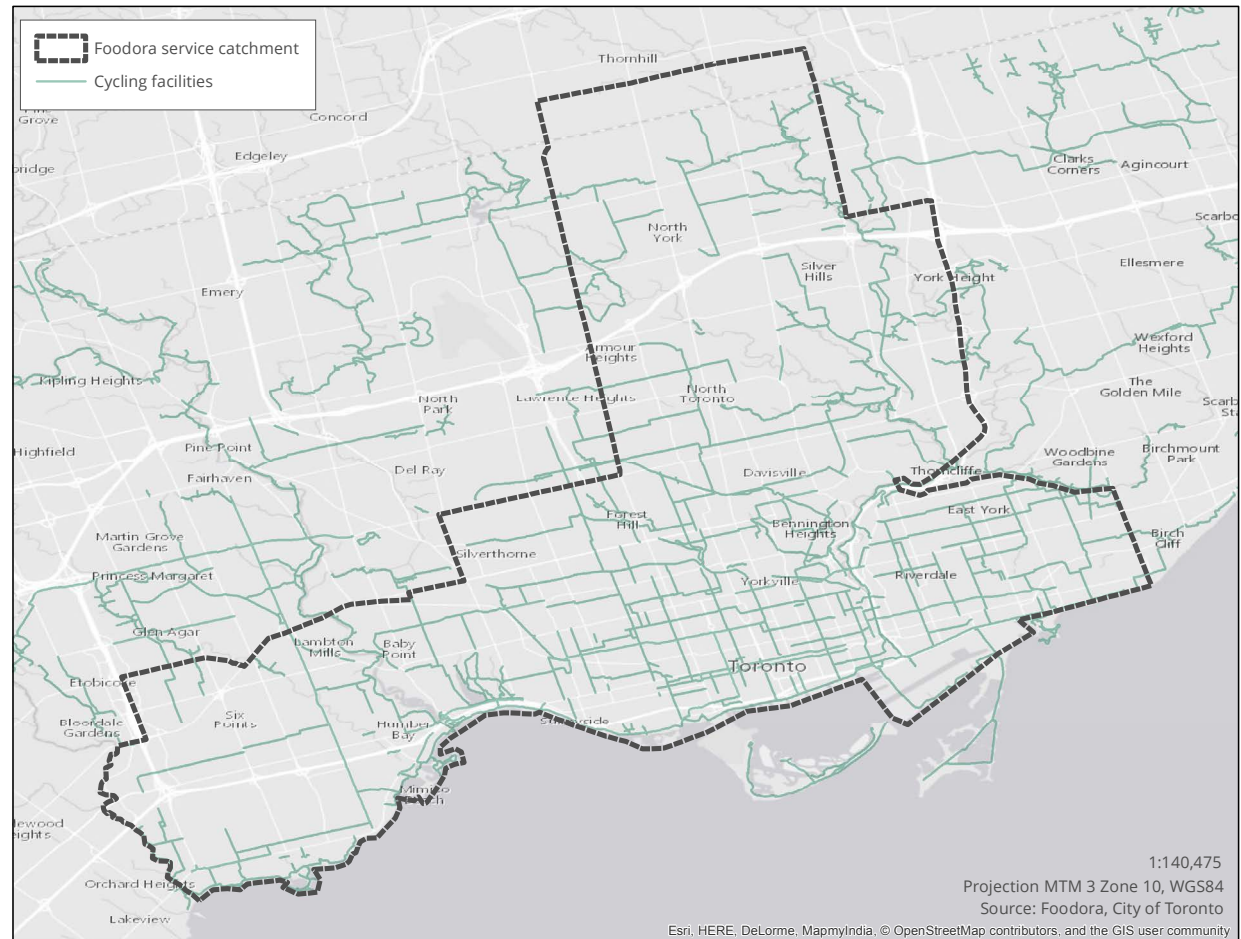 Foodora service catchment
Cycling facilities
Thornhill
Grove
Concord
Edgeley
Clarks
Corners
Agincourt
North
York
Silver
Hills
York Height
Ellesmere
Emery
Armour
Heights
Wexford
Heights
Kipling Heights
North
Park
Lawrence Heights
North
Toronto
The
Golden Mile
Highfield
Pine Point
Fairhaven
Del Ray
Davisville
Thorncliffe
Woodbine
Gardens
Birchmount
Park
Forest
Hill
Bennington
Heights
East York
Martin Grove
Gardens
Silverthorne
Birch
Cliff
Princess Margaret
Yorkville
Riverdale
Glen Agar
Lambton
Mills
Baby
Point
Toronto
Etobicoke
Six
Points
Bloordale
Gardens
Humber
Bay
Sunnyside
Mimico
Beach
Orchard Heights
Lakeview
1:140,475
Projection MTM 3 Zone 10, WGS84
Source: Foodora, City of Toronto
Esri, HERE, DeLorme, MapmyIndia, © OpenStreetMap contributors, and the GIS user community